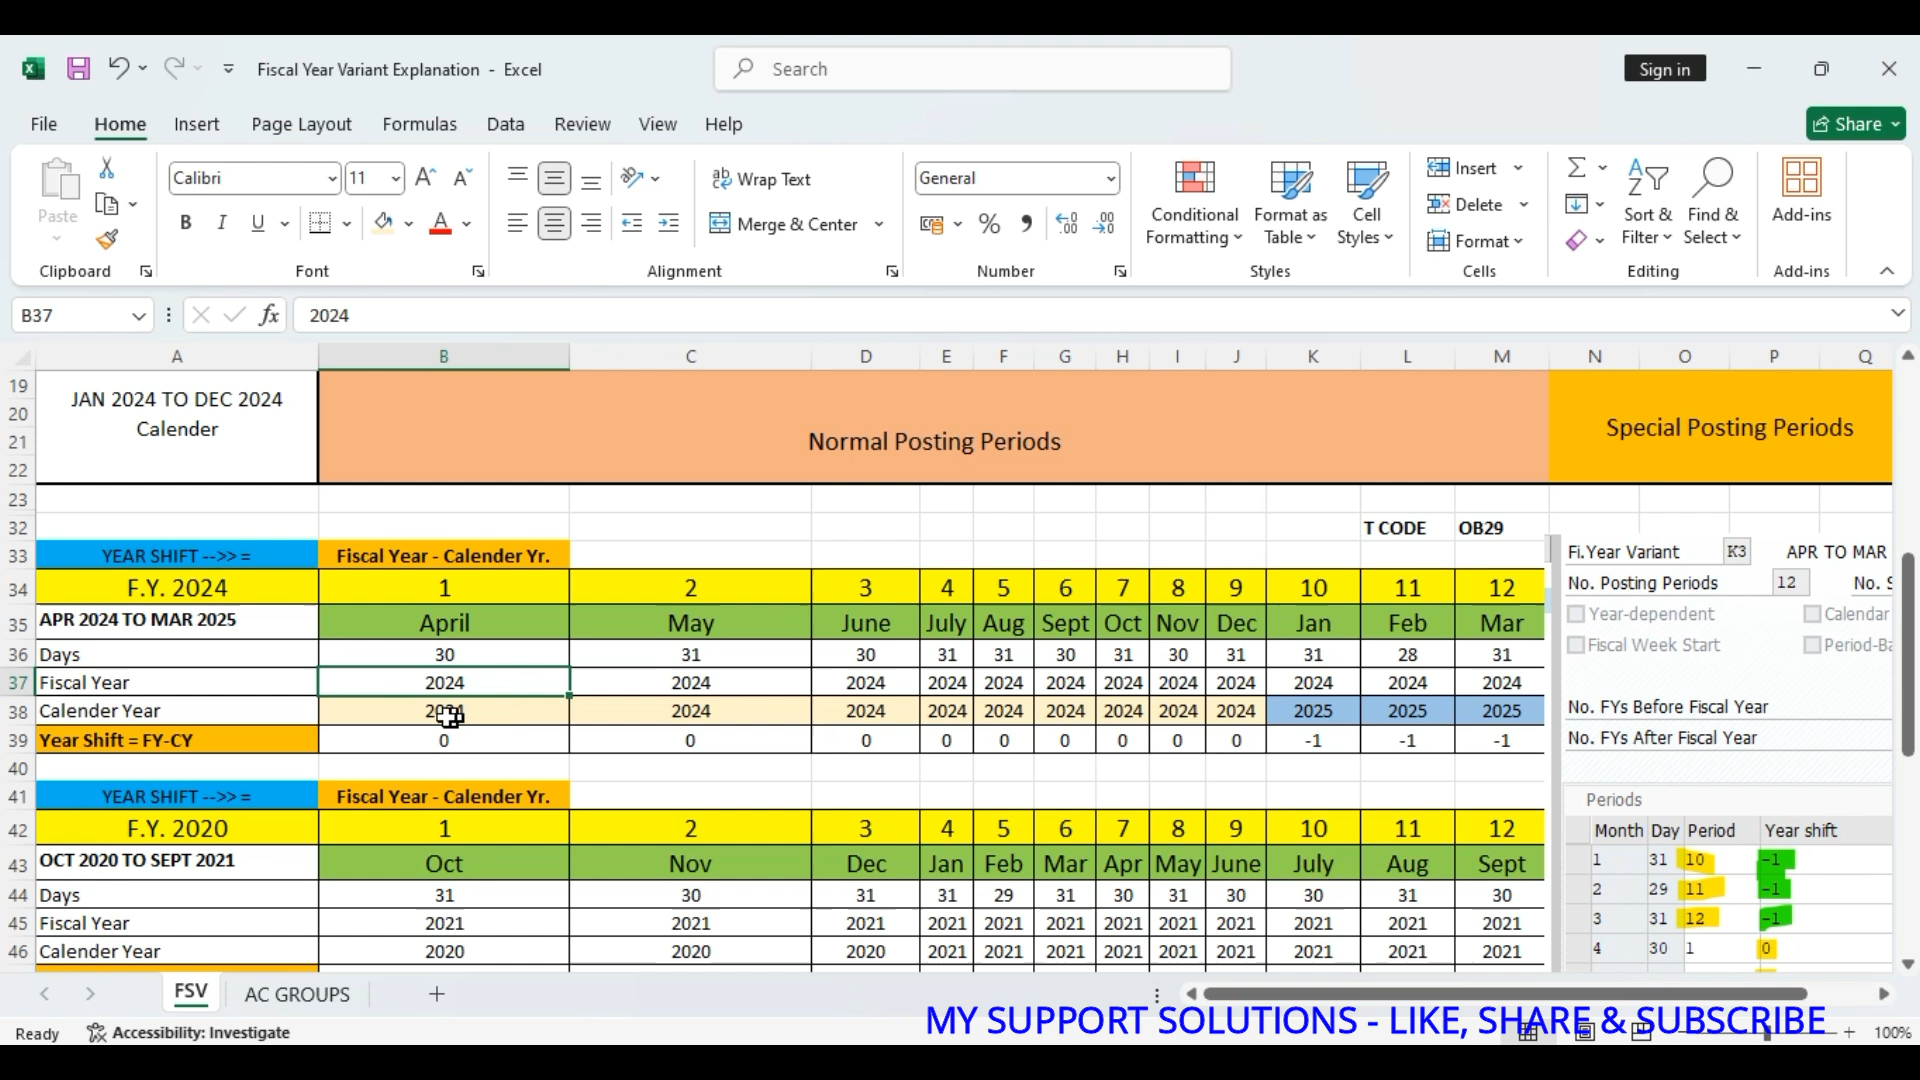 Fiscal Year Variant Explanation - Excel
Search
Sign in
File Home Insert Page Layout Formulas Data Review View Help
Share
Paste
Calibri 11
B I U A
Wrap Text
Merge & Center
General
Conditional Formatting
Format as Table
Cell Styles
Insert
Delete
Format
Sort & Filter
Find & Select
Add-ins
Clipboard Font Alignment Number Styles Cells Editing Add-ins
B37 fx 2024
A B C D E F G H I J K L M N O P Q
19 JAN 2024 TO DEC 2024
20 Calender Special Posting Periods
21 Normal Posting Periods
22
23
32 T CODE OB29
33 YEAR SHIFT -->> = Fiscal Year - Calender Yr.
34 F.Y. 2024 1 2 3 4 5 6 7 8 9 10 11 12
35 APR 2024 TO MAR 2025 April May June July Aug Sept Oct Nov Dec Jan Feb Mar
36 Days 30 31 30 31 31 30 31 30 31 31 28 31
37 Fiscal Year 2024 2024 2024 2024 2024 2024 2024 2024 2024 2024 2024 2024
38 Calender Year 2024 2024 2024 2024 2024 2024 2024 2024 2024 2025 2025 2025
39 Year Shift = FY-CY 0 0 0 0 0 0 0 0 0 -1 -1 -1
40
41 YEAR SHIFT -->> = Fiscal Year - Calender Yr.
42 F.Y. 2020 1 2 3 4 5 6 7 8 9 10 11 12
43 OCT 2020 TO SEPT 2021 Oct Nov Dec Jan Feb Mar Apr May June July Aug Sept
44 Days 31 30 31 31 29 31 30 31 30 30 31 30
45 Fiscal Year 2021 2021 2021 2021 2021 2021 2021 2021 2021 2021 2021 2021
46 Calender Year 2020 2020 2020 2021 2021 2021 2021 2021 2021 2021 2021 2021
Fi.Year Variant K3 APR TO MAR
No. Posting Periods 12 No. S
Year-dependent Calendar
Fiscal Week Start Period-Ba
No. FYs Before Fiscal Year
No. FYs After Fiscal Year
Periods
Month Day Period Year shift
1 31 10 -1
2 29 11 -1
3 31 12 -1
4 30 1 0
FSV AC GROUPS
MY SUPPORT SOLUTIONS - LIKE, SHARE & SUBSCRIBE
Ready Accessibility: Investigate 100%